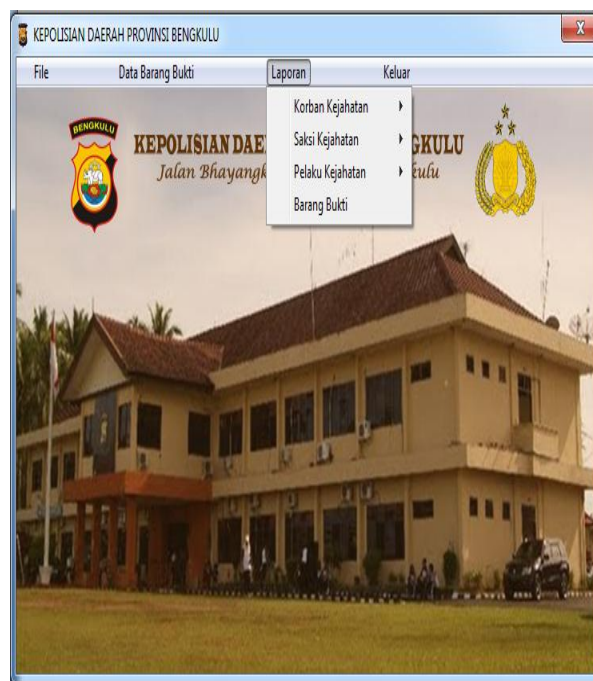 KEPOLISIAN DAERAH PROVINSI BENGKULU
X
File Data Barang Bukti Laporan Keluar
Korban Kejahatan
Saksi Kejahatan
Pelaku Kejahatan
Barang Bukti
BENGKULU
KEPOLISIAN DAE GKULU
Jalan Bhayangk kulu